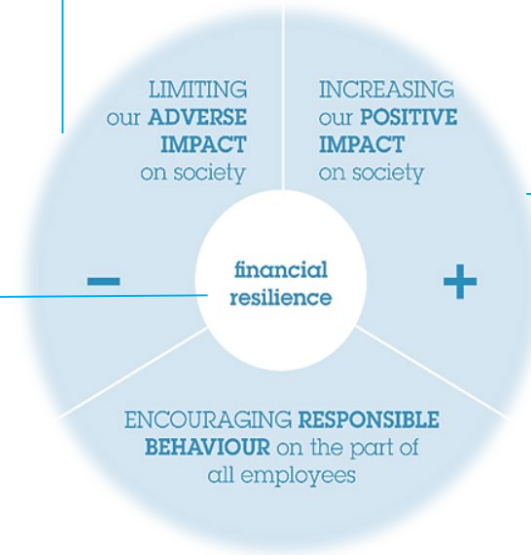 LIMITING
our ADVERSE
IMPACT
on society
INCREASING
our POSITIVE
IMPACT
on society
–
financial
resilience
+
ENCOURAGING RESPONSIBLE
BEHAVIOUR on the part of
all employees